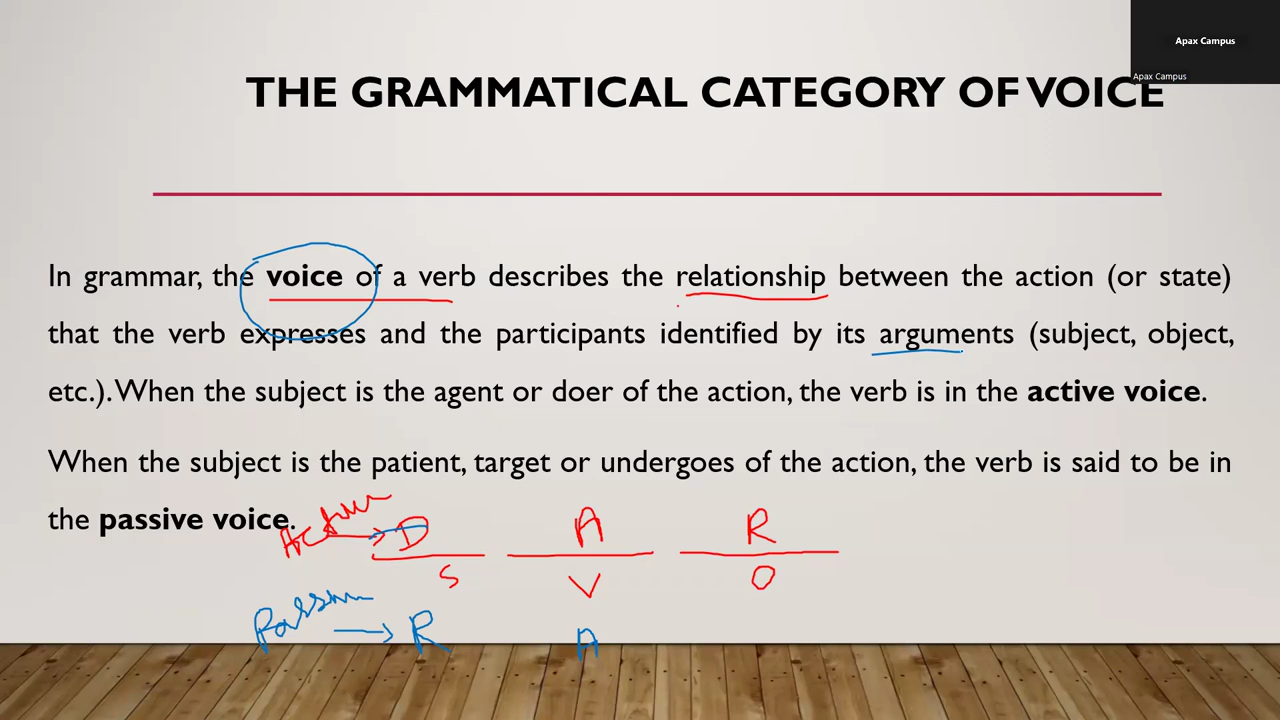 Apax Campus
Apax Campus
THE GRAMMATICAL CATEGORY OF VOICE
In grammar, the voice of a verb describes the relationship between the action (or state)
that the verb expresses and the participants identified by its arguments (subject, object,
etc.). When the subject is the agent or doer of the action, the verb is in the active voice.
When the subject is the patient, target or undergoes of the action, the verb is said to be in
the passive voice.
Active → D A R
S V O
Passive → R A